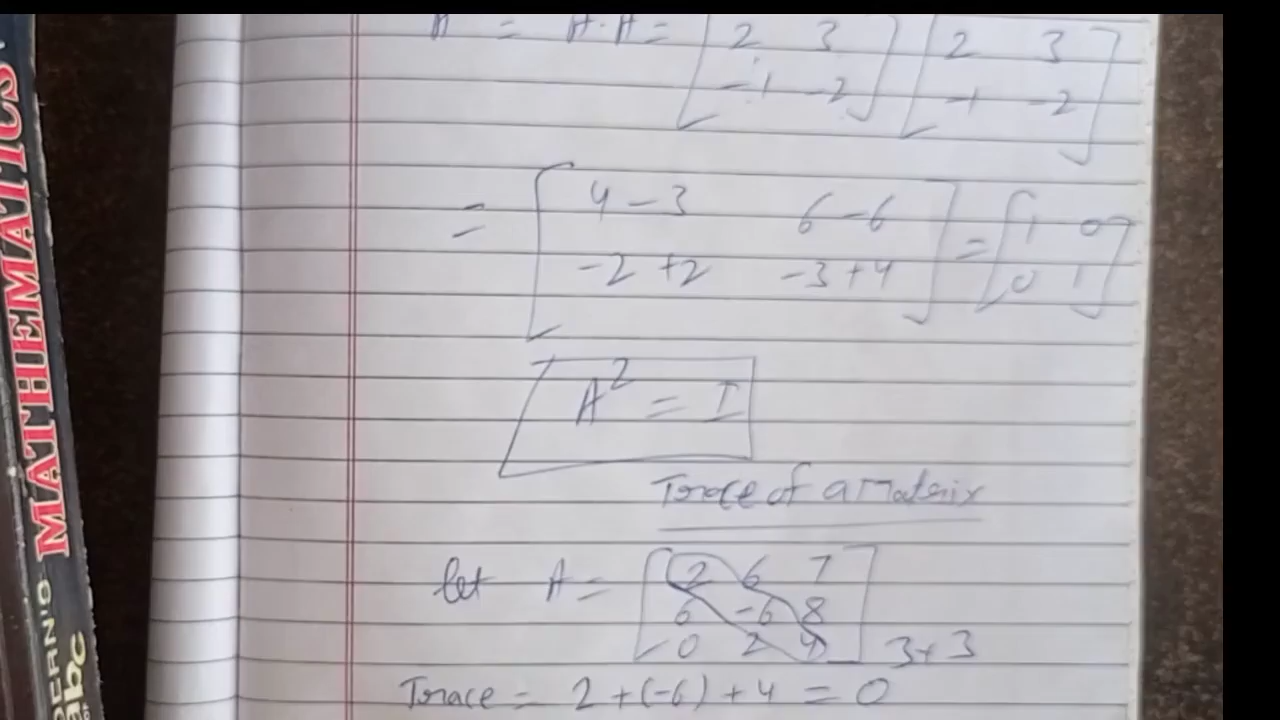 A = A·A = [2 3 -1 -2] [2 3 -1 -2]
= [4-3 6-6 -2+2 -3+4] = [1 0 0 1]
A² = I
Trace of a Matrix
let A = [2 6 7
6 -6 8
0 2 4] 3+3
Trace = 2 + (-6) + 4 = 0
MATHEMATICS
ERN'S
abc